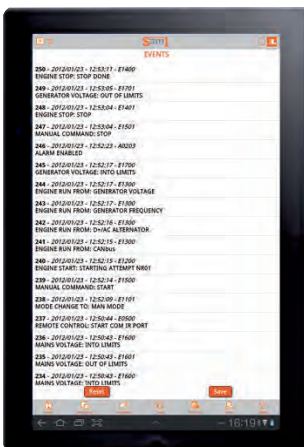 Sam1
EVENTS
250 - 2012/01/23 - 12:53:11 - E1400
ENGINE STOP: STOP DONE
249 - 2012/01/23 - 12:53:05 - E1701
GENERATOR VOLTAGE: OUT OF LIMITS
248 - 2012/01/23 - 12:53:04 - E1401
ENGINE STOP: STOP
247 - 2012/01/23 - 12:53:04 - E1501
MANUAL COMMAND: STOP
246 - 2012/01/23 - 12:52:23 - A0203
ALARM ENABLED
245 - 2012/01/23 - 12:52:17 - E1700
GENERATOR VOLTAGE: INTO LIMITS
244 - 2012/01/23 - 12:52:17 - E1300
ENGINE RUN FROM: GENERATOR VOLTAGE
243 - 2012/01/23 - 12:52:17 - E1300
ENGINE RUN FROM: GENERATOR FREQUENCY
242 - 2012/01/23 - 12:52:16 - E1300
ENGINE RUN FROM: D+/AC ALTERNATOR
241 - 2012/01/23 - 12:52:15 - E1300
ENGINE RUN FROM: CANbus
240 - 2012/01/23 - 12:52:15 - E1200
ENGINE START: STARTING ATTEMPT NR01
239 - 2012/01/23 - 12:52:14 - E1500
MANUAL COMMAND: START
238 - 2012/01/23 - 12:52:09 - E1101
MODE CHANGE TO: MAN MODE
237 - 2012/01/23 - 12:50:44 - E0500
REMOTE CONTROL: START COM IR PORT
236 - 2012/01/23 - 12:50:43 - E1600
MAINS VOLTAGE: INTO LIMITS
235 - 2012/01/23 - 12:50:43 - E1601
MAINS VOLTAGE: OUT OF LIMITS
234 - 2012/01/23 - 12:50:43 - E1600
MAINS VOLTAGE: INTO LIMITS
Reset Save
16:19